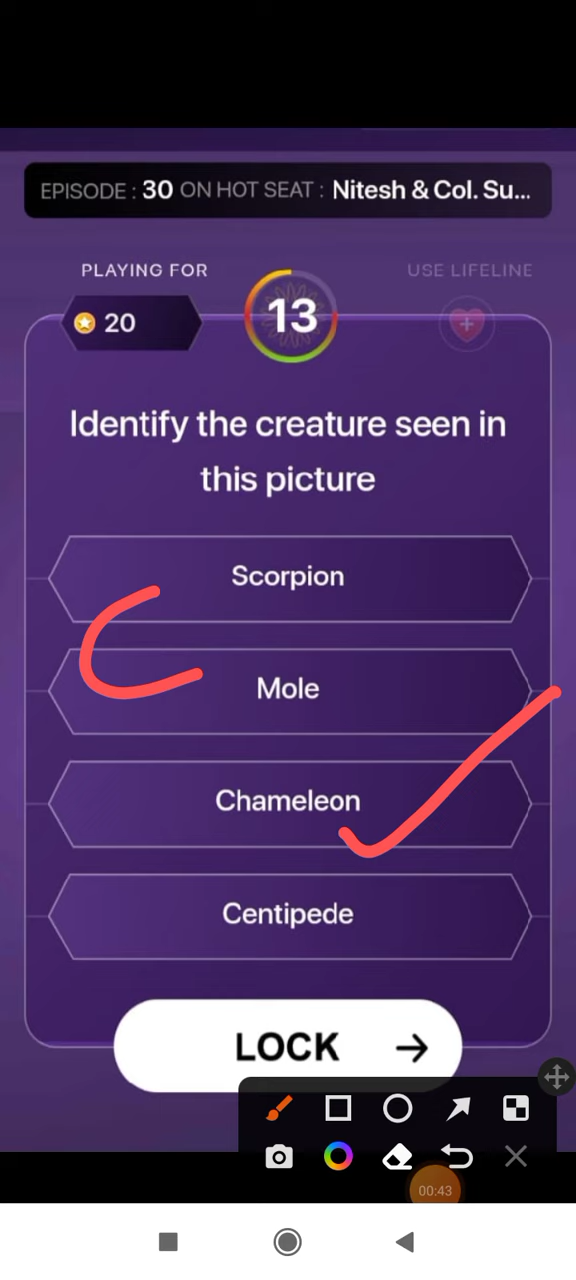 EPISODE : 30 ON HOT SEAT : Nitesh & Col. Su...
PLAYING FOR
USE LIFELINE
20
13
Identify the creature seen in
this picture
Scorpion
C
Mole
Chameleon
Centipede
LOCK
00:43